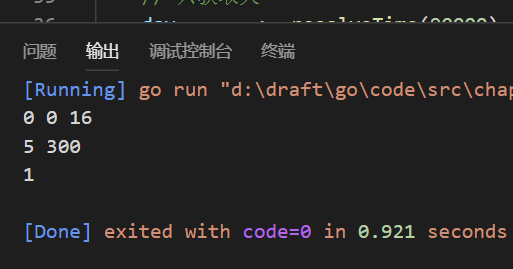 问题 输出 调试控制台 终端
[Running] go run "d:\draft\go\code\src\chap
0 0 16
5 300
1
[Done] exited with code=0 in 0.921 seconds